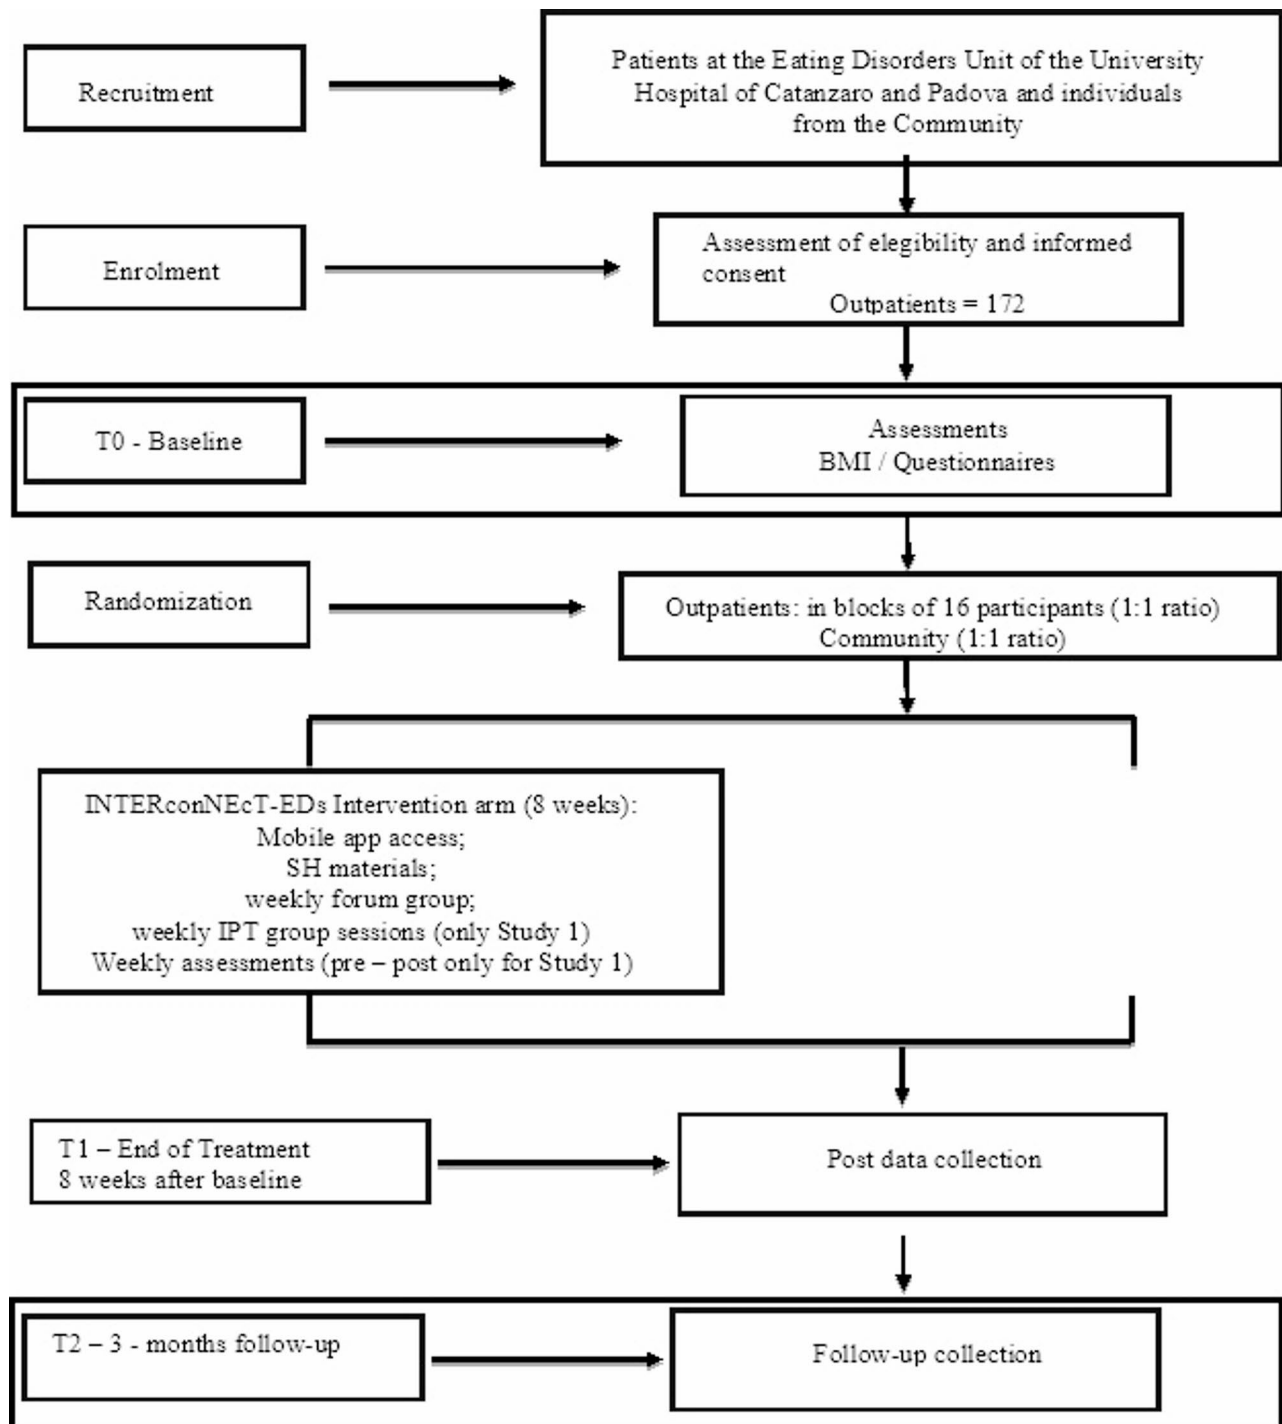 Recruitment
Patients at the Eating Disorders Unit of the University
Hospital of Catanzaro and Padova and individuals
from the Community
Enrolment
Assessment of elegibility and informed
consent
Outpatients = 172
T0 - Baseline
Assessments
BMI / Questionnaires
Randomization
Outpatients: in blocks of 16 participants (1:1 ratio)
Community (1:1 ratio)
INTERconNEcT-EDs Intervention arm (8 weeks):
Mobile app access;
SH materials;
weekly forum group;
weekly IPT group sessions (only Study 1)
Weekly assessments (pre – post only for Study 1)
T1 – End of Treatment
8 weeks after baseline
Post data collection
T2 – 3 - months follow-up
Follow-up collection